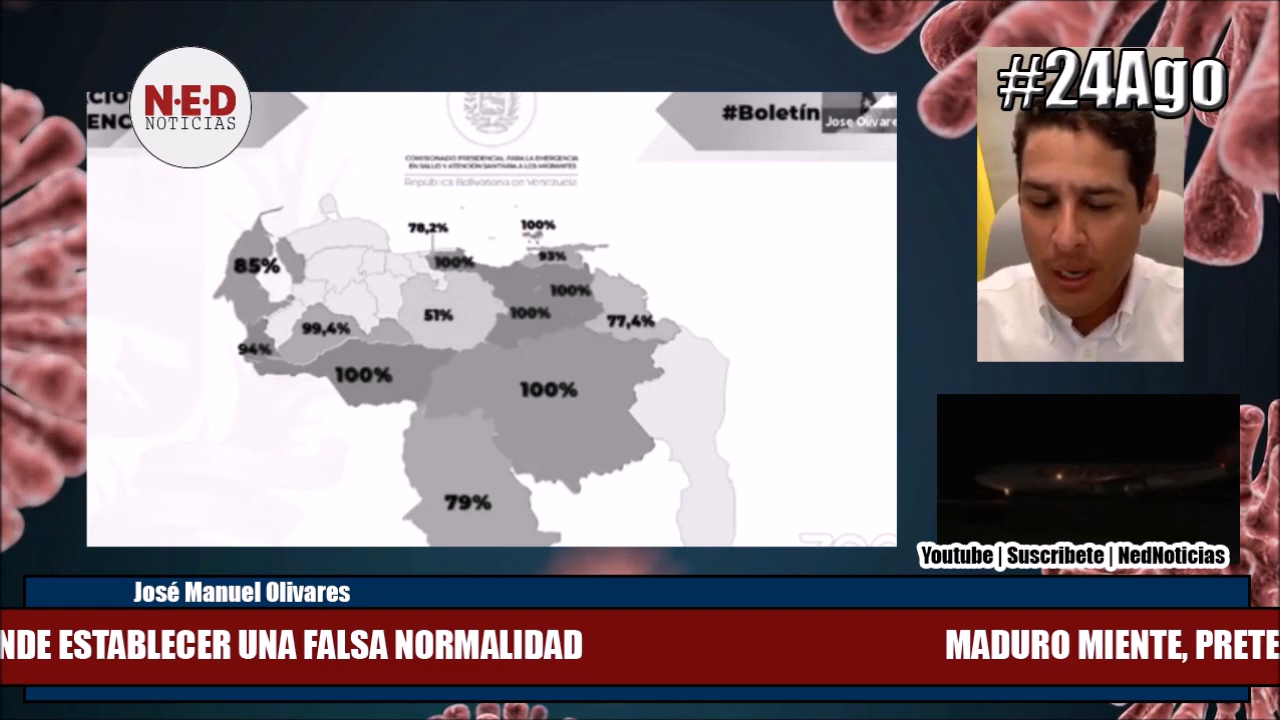 CIO
ENC
N·E·D
NOTICIAS
#Boletín
Jose Olivare
#24Ago
COMISIONADO PRESIDENCIAL PARA LA EMERGENCIA
EN SALUD Y ATENCIÓN SANITARIA A LOS MIGRANTES
República Bolivariana de Venezuela
78,2%
100%
85%
100%
93%
100%
99,4%
51%
100%
77,4%
94%
100%
100%
79%
Youtube | Suscribete | NedNoticias
José Manuel Olivares
NDE ESTABLECER UNA FALSA NORMALIDAD
MADURO MIENTE, PRETE